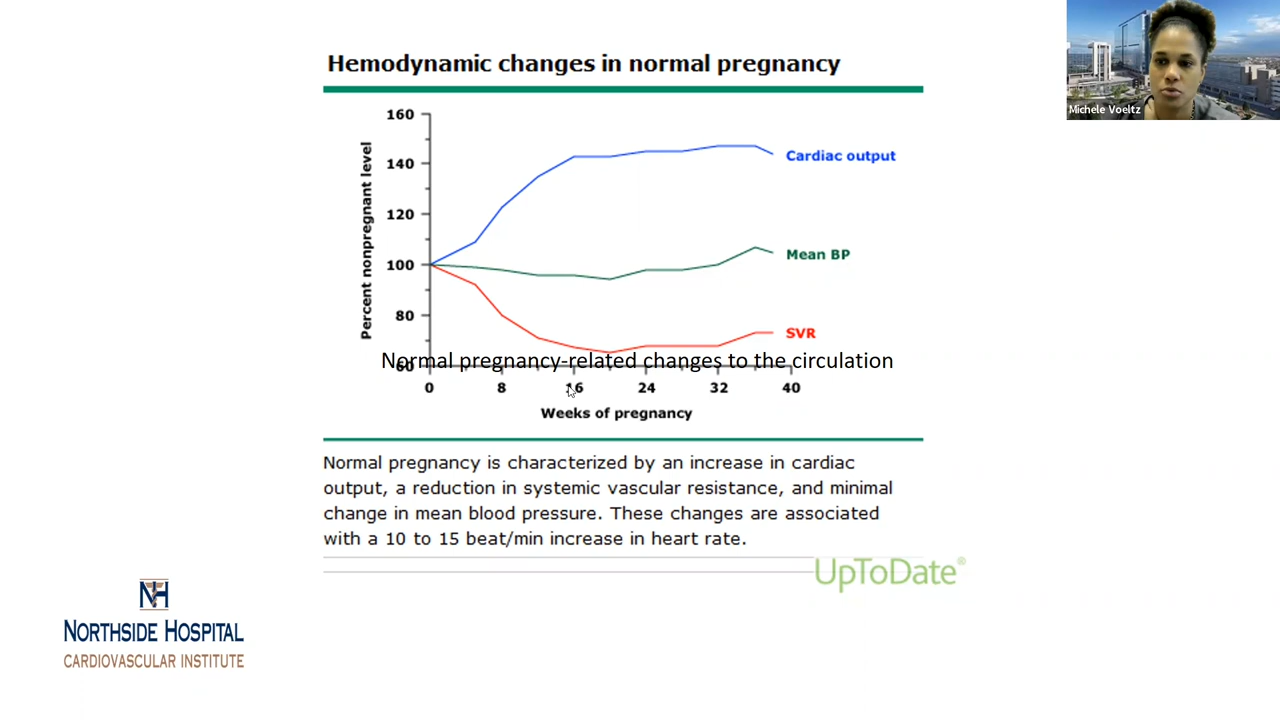 Hemodynamic changes in normal pregnancy
160
140
120
100
80
60
Percent nonpregnant level
Cardiac output
Mean BP
SVR
Normal pregnancy-related changes to the circulation
0 8 16 24 32 40
Weeks of pregnancy
Normal pregnancy is characterized by an increase in cardiac
output, a reduction in systemic vascular resistance, and minimal
change in mean blood pressure. These changes are associated
with a 10 to 15 beat/min increase in heart rate.
UpToDate®
NH
NORTHSIDE HOSPITAL
CARDIOVASCULAR INSTITUTE
Michele Voeltz